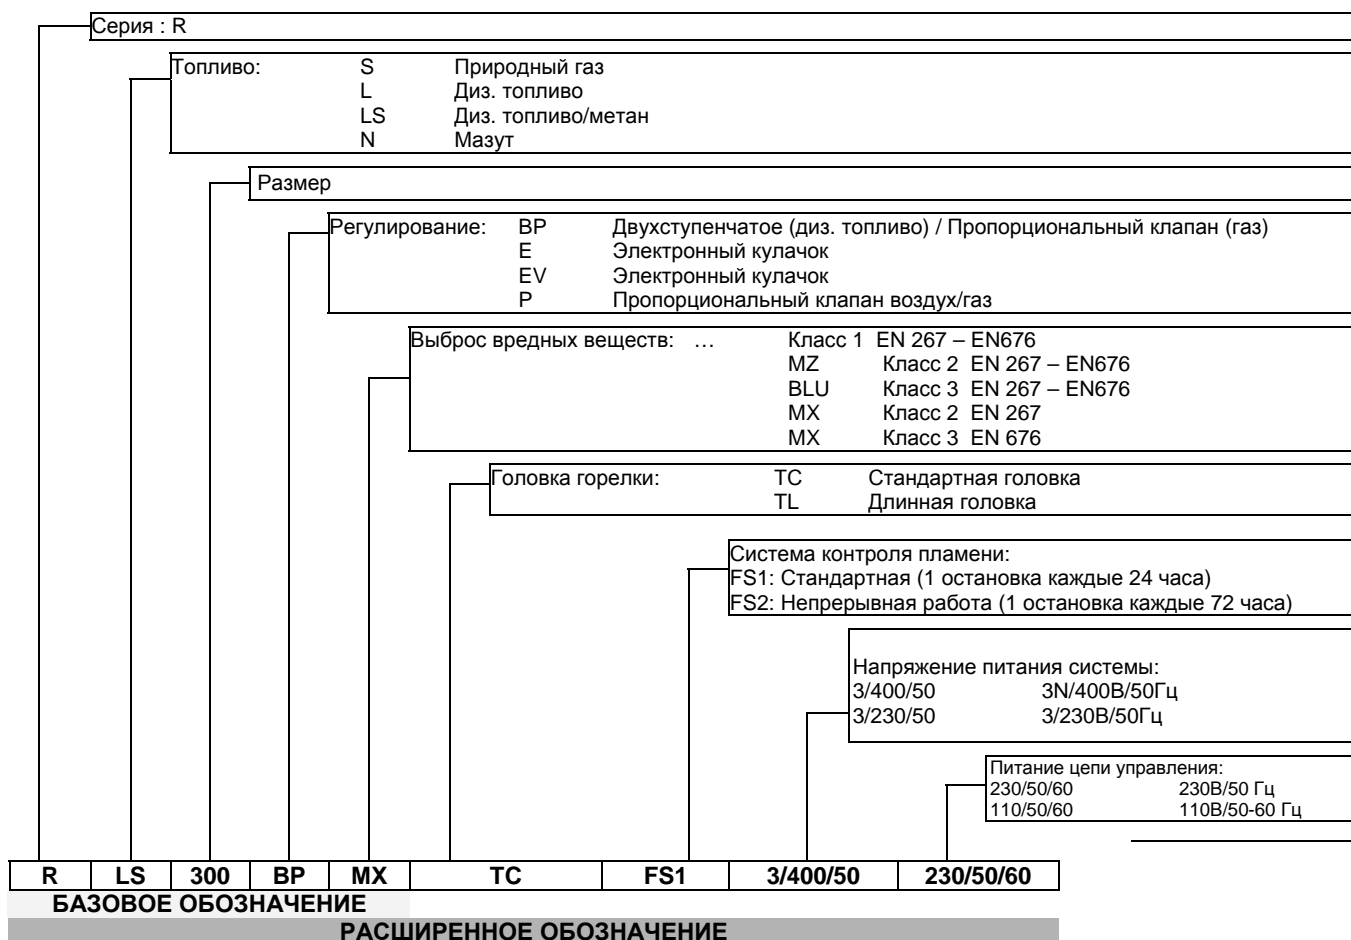 Серия : R
Топливо: S Природный газ
L Диз. топливо
LS Диз. топливо/метан
N Мазут
Размер
Регулирование: BP Двухступенчатое (диз. топливо) / Пропорциональный клапан (газ)
E Электронный кулачок
EV Электронный кулачок
P Пропорциональный клапан воздух/газ
Выброс вредных веществ: … Класс 1 EN 267 – EN676
MZ Класс 2 EN 267 – EN676
BLU Класс 3 EN 267 – EN676
MX Класс 2 EN 267
MX Класс 3 EN 676
Головка горелки: TC Стандартная головка
TL Длинная головка
Система контроля пламени:
FS1: Стандартная (1 остановка каждые 24 часа)
FS2: Непрерывная работа (1 остановка каждые 72 часа)
Напряжение питания системы:
3/400/50 3N/400В/50Гц
3/230/50 3/230В/50Гц
Питание цепи управления:
230/50/60 230В/50 Гц
110/50/60 110В/50-60 Гц
R LS 300 BP MX TC FS1 3/400/50 230/50/60
БАЗОВОЕ ОБОЗНАЧЕНИЕ
РАСШИРЕННОЕ ОБОЗНАЧЕНИЕ